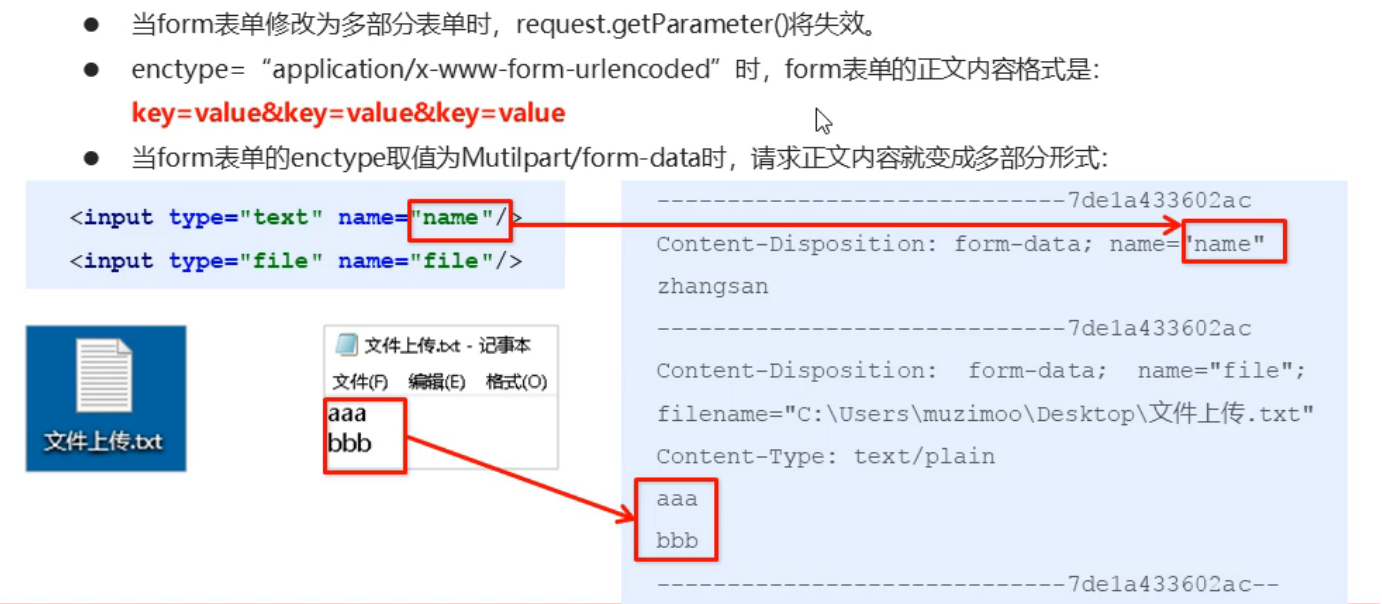 ● 当form表单修改为多部分表单时，request.getParameter()将失效。
● enctype=“application/x-www-form-urlencoded”时，form表单的正文内容格式是：
key=value&key=value&key=value
● 当form表单的enctype取值为Mutilpart/form-data时，请求正文内容就变成多部分形式：
<input type="text" name="name"/>
<input type="file" name="file"/>
文件上传.txt
文件上传.txt - 记事本
文件(F) 编辑(E) 格式(O)
aaa
bbb
-----------------------------7de1a433602ac
Content-Disposition: form-data; name="name"
zhangsan
-----------------------------7de1a433602ac
Content-Disposition: form-data; name="file";
filename="C:\Users\muzimoo\Desktop\文件上传.txt"
Content-Type: text/plain
aaa
bbb
-----------------------------7de1a433602ac--